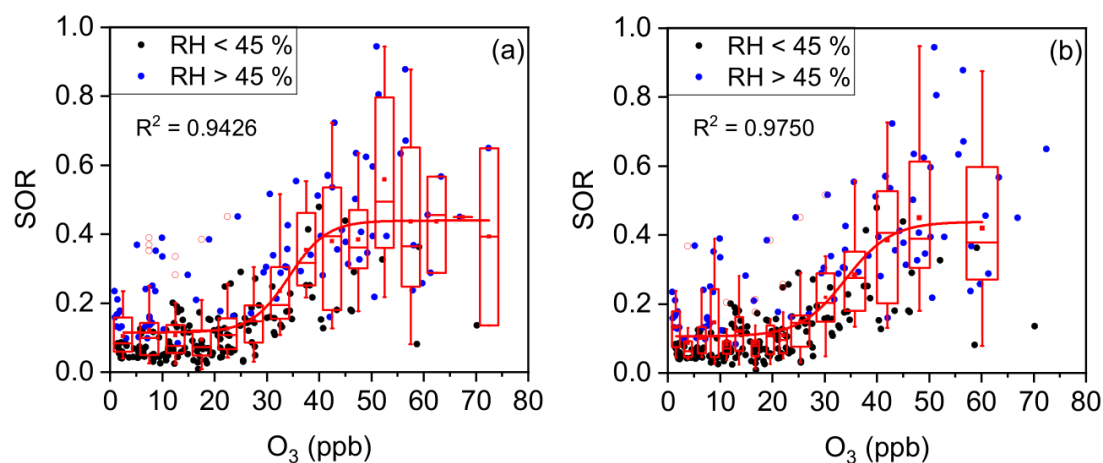 1.0
0.8
0.6
0.4
0.2
0.0
SOR
RH < 45 %
RH > 45 %
(a)
R² = 0.9426
0 10 20 30 40 50 60 70 80
O₃ (ppb)
1.0
0.8
0.6
0.4
0.2
0.0
SOR
RH < 45 %
RH > 45 %
(b)
R² = 0.9750
0 10 20 30 40 50 60 70 80
O₃ (ppb)